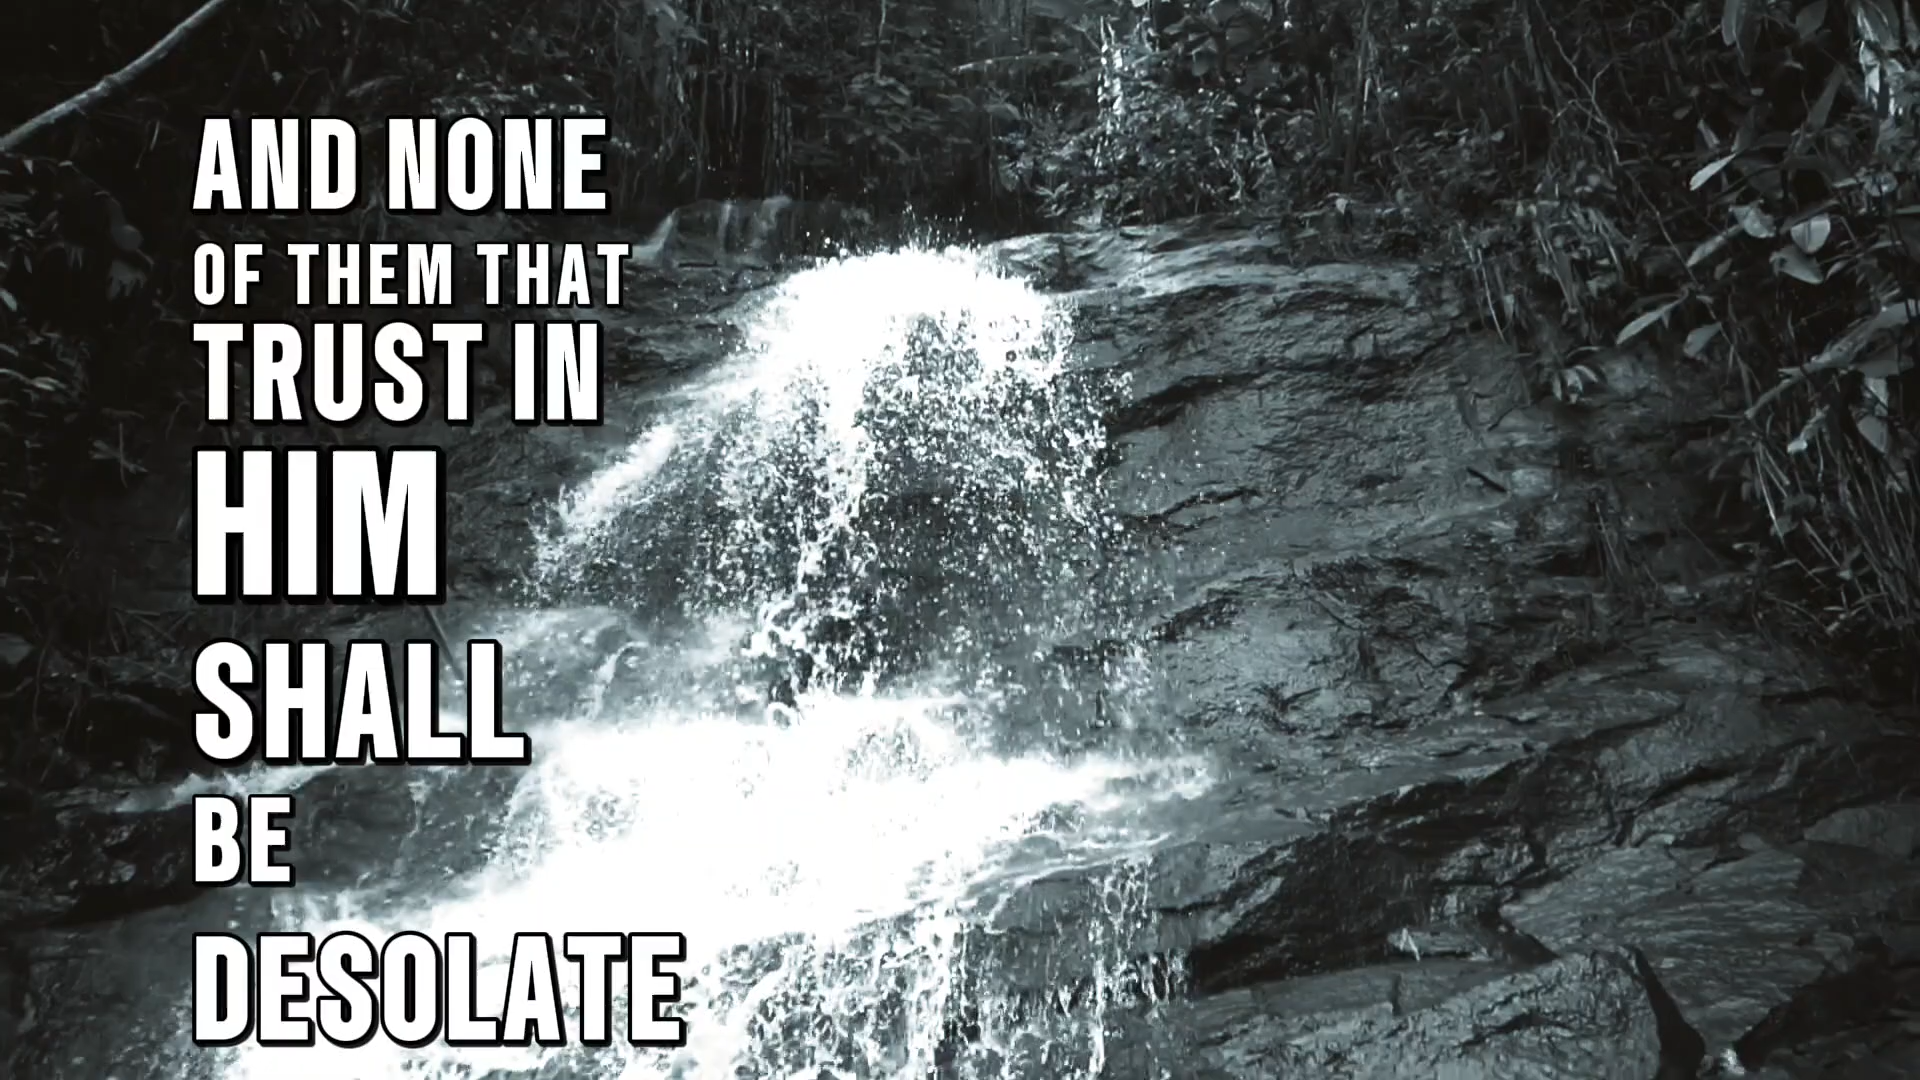 AND NONE
OF THEM THAT
TRUST IN
HIM
SHALL
BE
DESOLATE